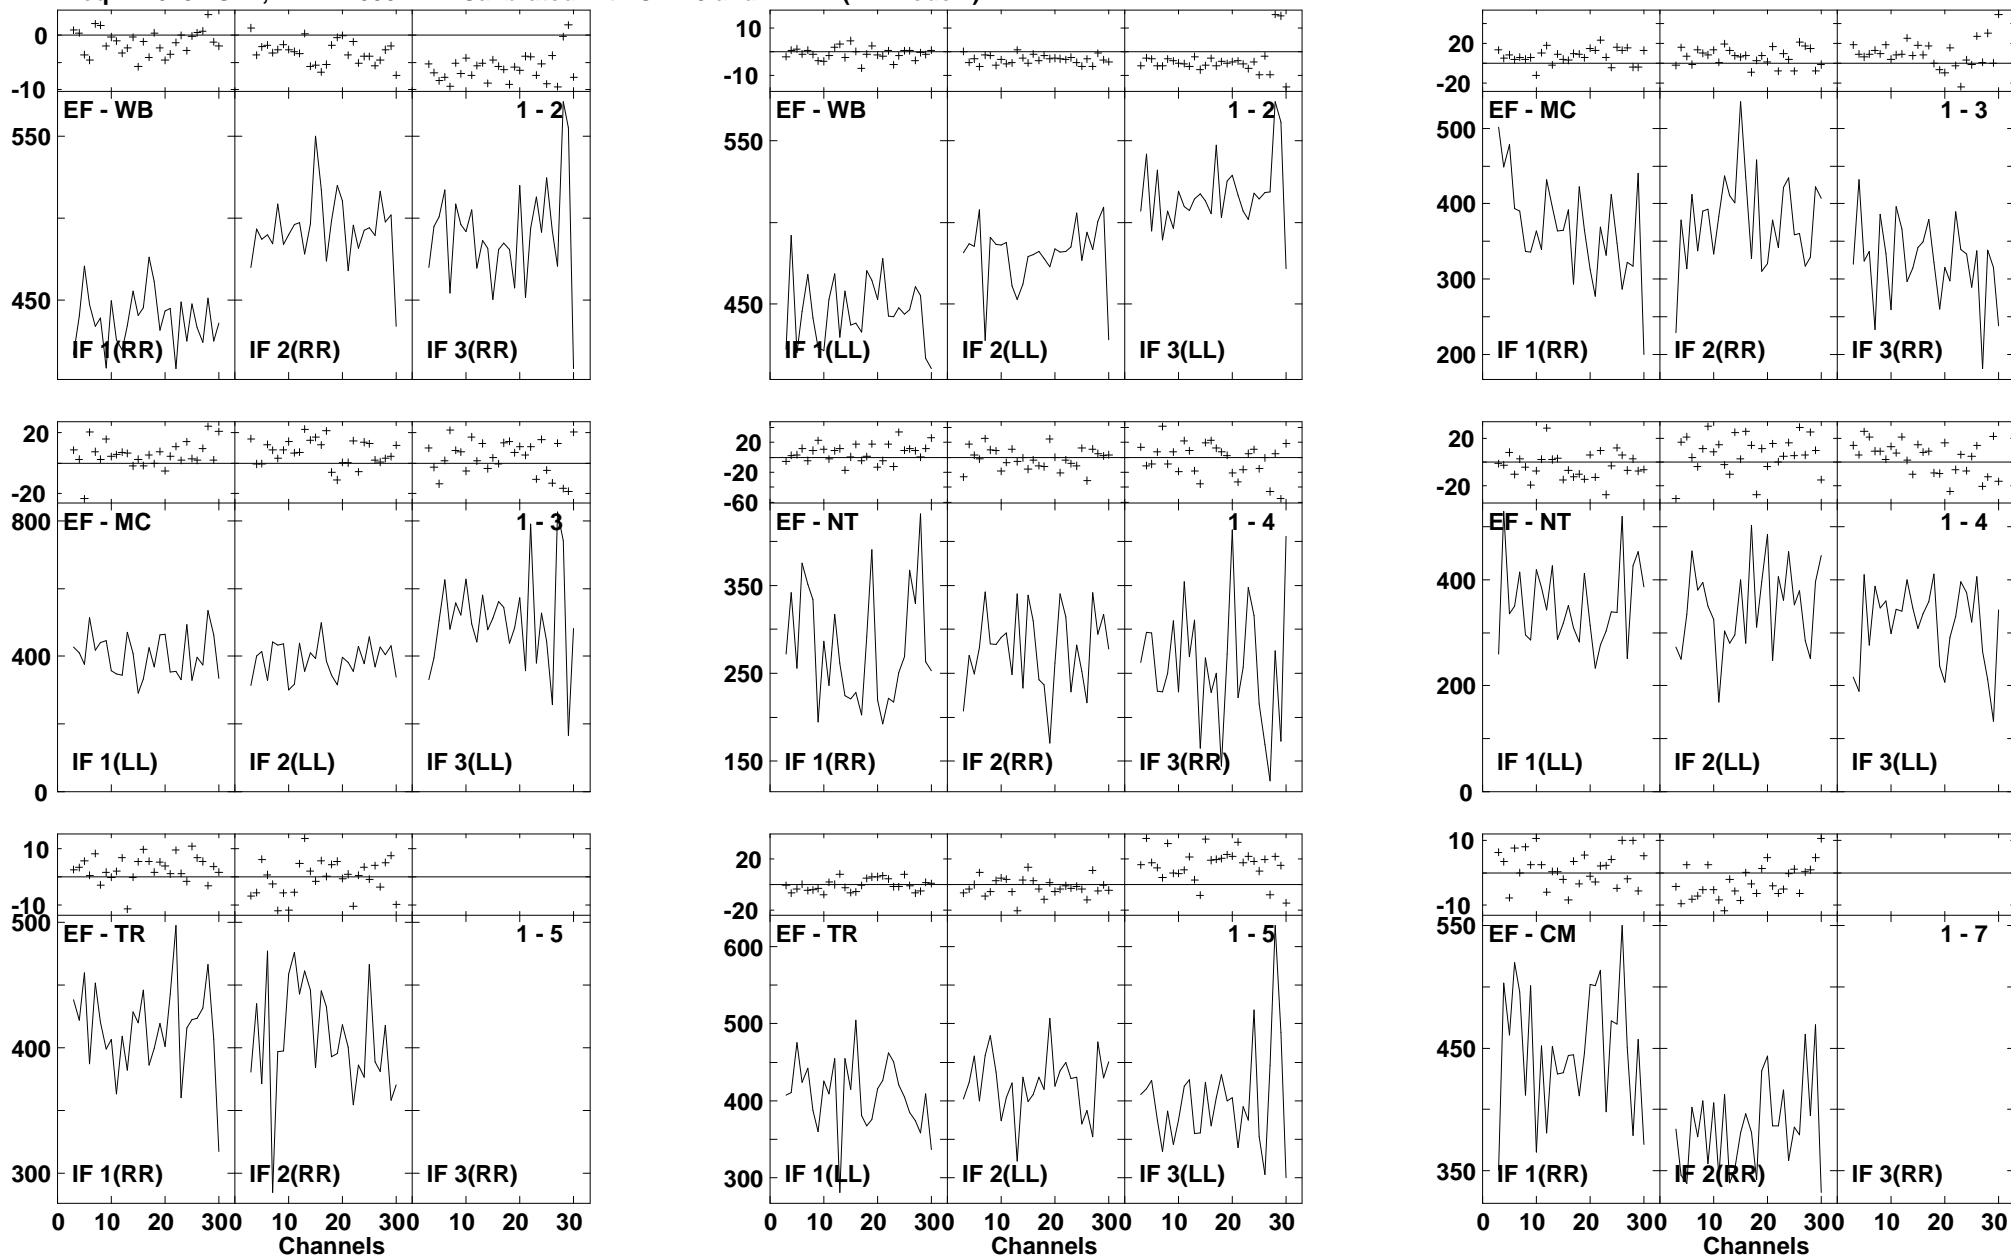 0
-10
EF - WB
1 - 2
550
450
IF 1(RR)
IF 2(RR)
IF 3(RR)
10
-10
EF - WB
1 - 2
550
450
IF 1(LL)
IF 2(LL)
IF 3(LL)
20
-20
EF - MC
1 - 3
500
400
300
200
IF 1(RR)
IF 2(RR)
IF 3(RR)
20
-20
EF - MC
1 - 3
800
400
0
IF 1(LL)
IF 2(LL)
IF 3(LL)
20
-20
-60
EF - NT
1 - 4
350
250
150
IF 1(RR)
IF 2(RR)
IF 3(RR)
20
-20
EF - NT
1 - 4
400
200
0
IF 1(LL)
IF 2(LL)
IF 3(LL)
10
-10
500
EF - TR
1 - 5
400
300
IF 1(RR)
IF 2(RR)
IF 3(RR)
0 10 20 300 10 20 300 10 20 30
Channels
20
-20
EF - TR
1 - 5
600
500
400
300
IF 1(LL)
IF 2(LL)
IF 3(LL)
0 10 20 300 10 20 300 10 20 30
Channels
10
-10
550
EF - CM
1 - 7
450
350
IF 1(RR)
IF 2(RR)
IF 3(RR)
0 10 20 300 10 20 300 10 20 30
Channels